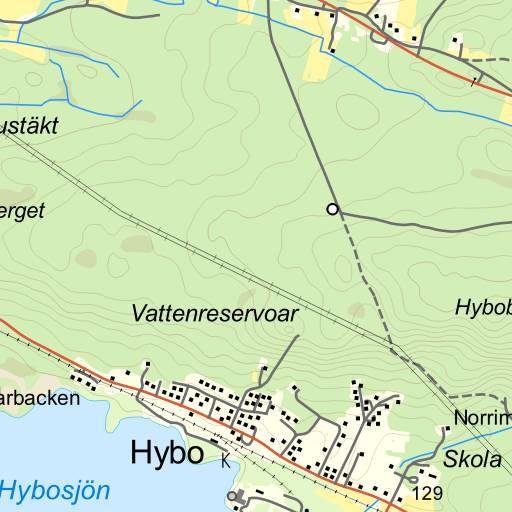 ustäkt
erget
Vattenreservoar
Hybob
arbacken
Norrim
Hybo
K
Skola
Hybosjön
129